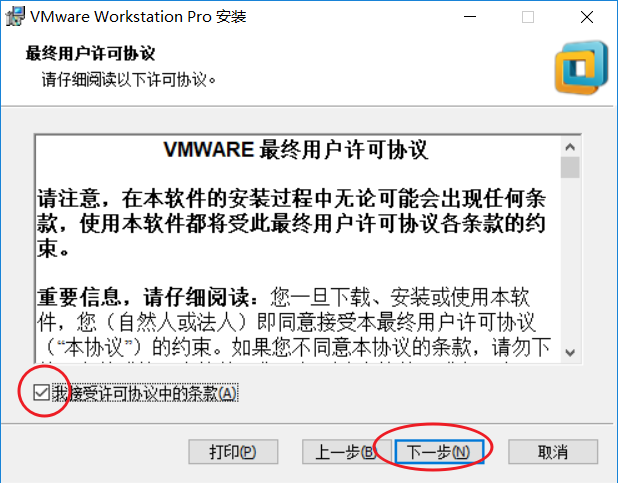 VMware Workstation Pro 安装
最终用户许可协议
请仔细阅读以下许可协议。
VMWARE 最终用户许可协议
请注意，在本软件的安装过程中无论可能会出现任何条
款，使用本软件都将受此最终用户许可协议各条款的约
束。
重要信息，请仔细阅读：您一旦下载、安装或使用本软
件，您（自然人或法人）即同意接受本最终用户许可协议
（“本协议”）的约束。如果您不同意本协议的条款，请勿下
我接受许可协议中的条款(A)
打印(P) 上一步(B) 下一步(N) 取消